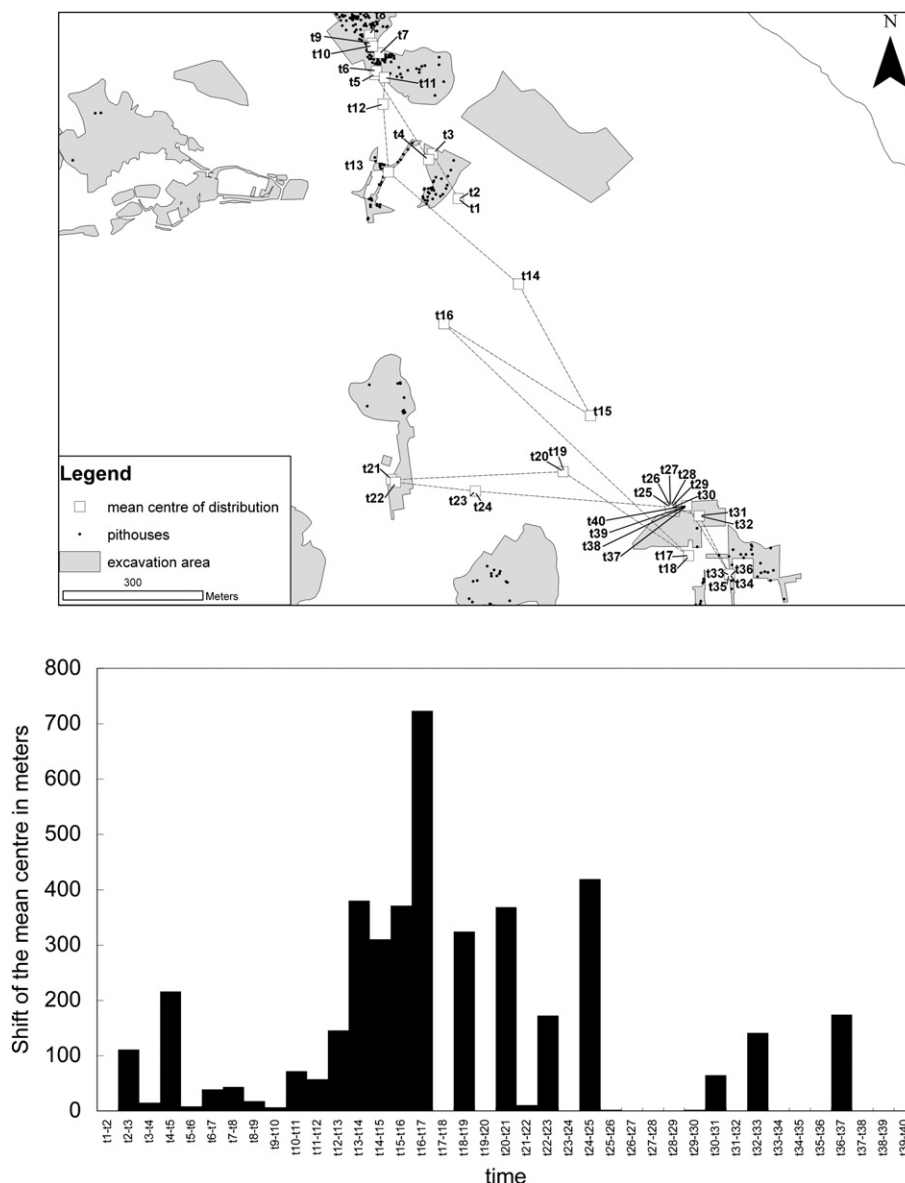 N
t8
t9
t7
t10
t6
t5
t11
t12
t4
t3
t13
t2
t1
t14
t16
t15
t19
t20
t21
t22
t23
t24
t27
t26
t28
t25
t29
t30
t40
t31
t39
t32
t38
t37
t17
t18
t33
t36
t35
t34
Legend
mean centre of distribution
pithouses
excavation area
300
Meters
800
700
600
500
400
300
200
100
0
Shift of the mean centre in meters
t1-t2
t2-t3
t3-t4
t4-t5
t5-t6
t6-t7
t7-t8
t8-t9
t9-t10
t10-t11
t11-t12
t12-t13
t13-t14
t14-t15
t15-t16
t16-t17
t17-t18
t18-t19
t19-t20
t20-t21
t21-t22
t22-t23
t23-t24
t24-t25
t25-t26
t26-t27
t27-t28
t28-t29
t29-t30
t30-t31
t31-t32
t32-t33
t33-t34
t34-t35
t35-t36
t36-t37
t37-t38
t38-t39
t39-t40
time